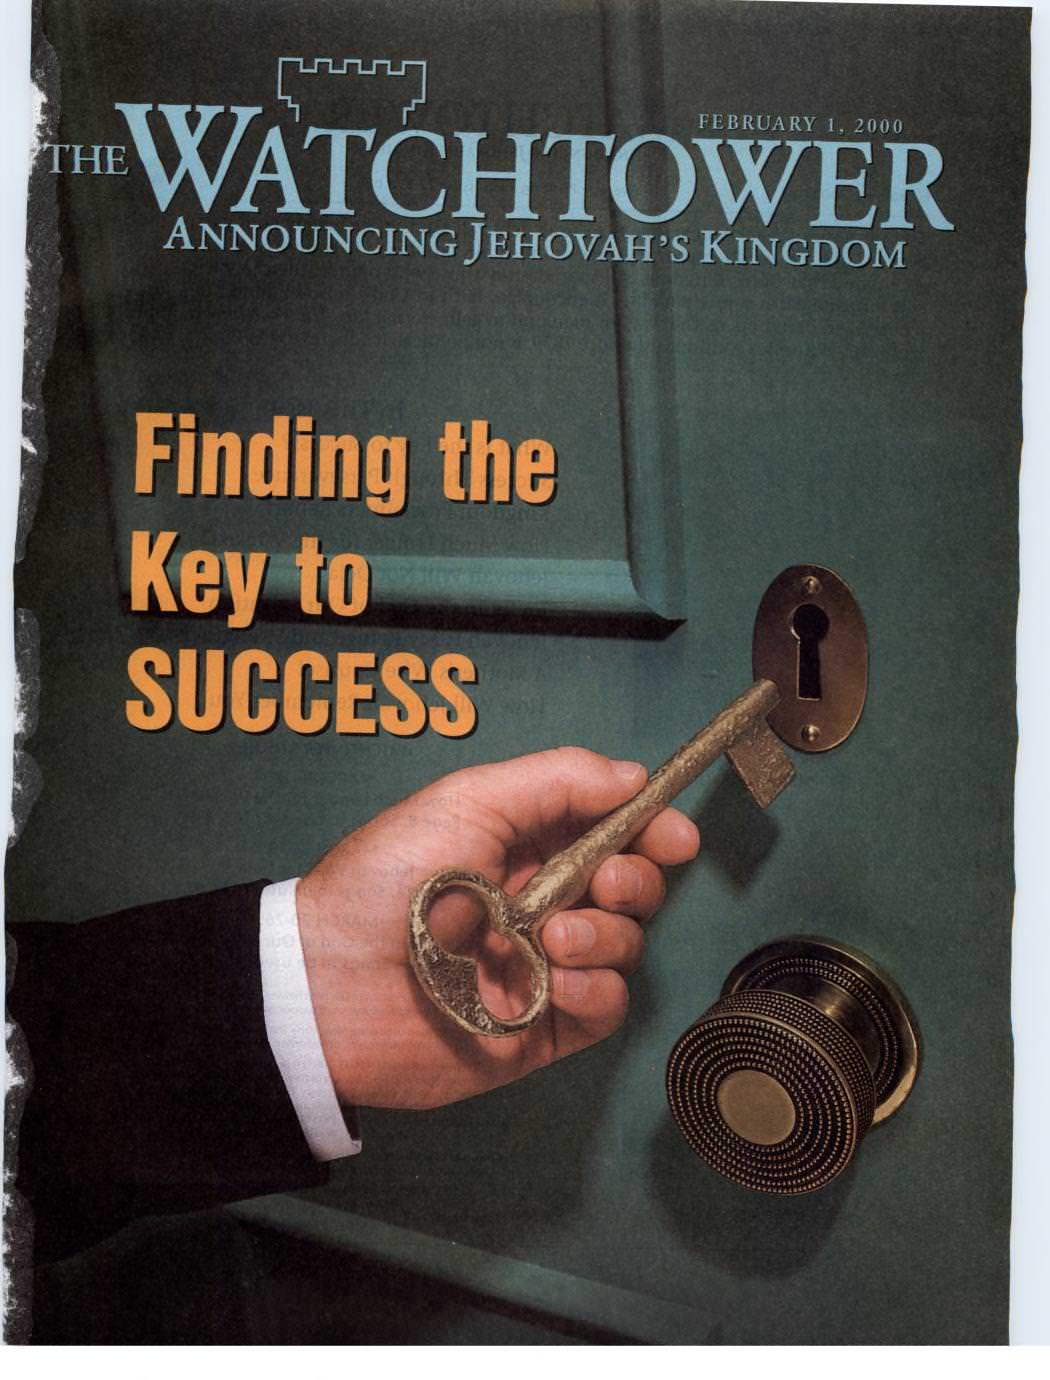 FEBRUARY 1, 2000
THE WATCHTOWER
ANNOUNCING JEHOVAH'S KINGDOM
Finding the
Key to
SUCCESS